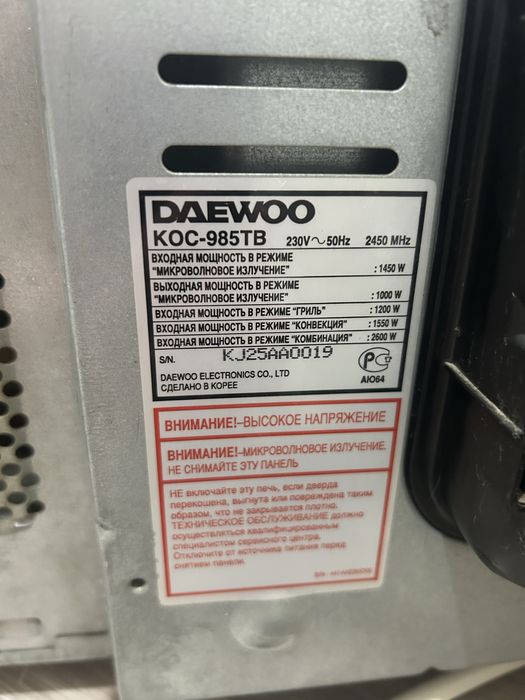 DAEWOO
KOC-985TB 230V~50Hz 2450 MHz
ВХОДНАЯ МОЩНОСТЬ В РЕЖИМЕ
"МИКРОВОЛНОВОЕ ИЗЛУЧЕНИЕ" : 1450 W
ВЫХОДНАЯ МОЩНОСТЬ В РЕЖИМЕ
"МИКРОВОЛНОВОЕ ИЗЛУЧЕНИЕ" : 1000 W
ВХОДНАЯ МОЩНОСТЬ В РЕЖИМЕ "ГРИЛЬ" : 1200 W
ВХОДНАЯ МОЩНОСТЬ В РЕЖИМЕ "КОНВЕКЦИЯ" : 1550 W
ВХОДНАЯ МОЩНОСТЬ В РЕЖИМЕ "КОМБИНАЦИЯ" : 2600 W
S/N. KJ25AA0019
DAEWOO ELECTRONICS CO., LTD
СДЕЛАНО В КОРЕЕ
АЮ64
ВНИМАНИЕ!–ВЫСОКОЕ НАПРЯЖЕНИЕ
ВНИМАНИЕ!–МИКРОВОЛНОВОЕ ИЗЛУЧЕНИЕ.
НЕ СНИМАЙТЕ ЭТУ ПАНЕЛЬ
НЕ включайте эту печь, если дверца
перекошена, выгнута или повреждена таким
образом, что не закрывается плотно.
ТЕХНИЧЕСКОЕ ОБСЛУЖИВАНИЕ должно
осуществляться квалифицированным
специалистом сервисного центра.
Отключите от источника питания перед
снятием панели.